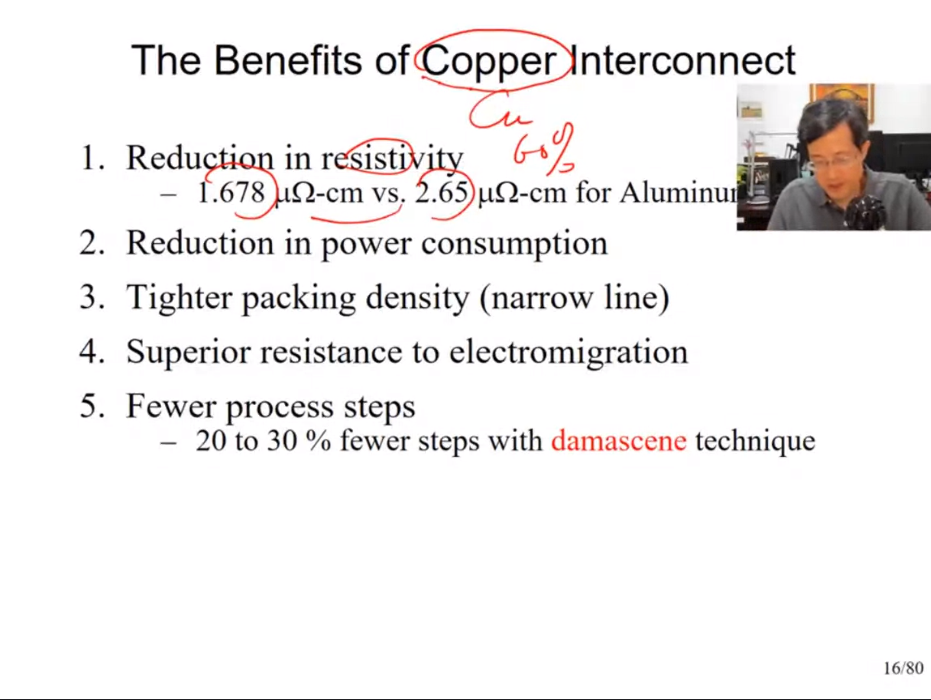 The Benefits of Copper Interconnect
Cu
60%
1. Reduction in resistivity
– 1.678 μΩ-cm vs. 2.65 μΩ-cm for Aluminum
2. Reduction in power consumption
3. Tighter packing density (narrow line)
4. Superior resistance to electromigration
5. Fewer process steps
– 20 to 30 % fewer steps with damascene technique
16/80